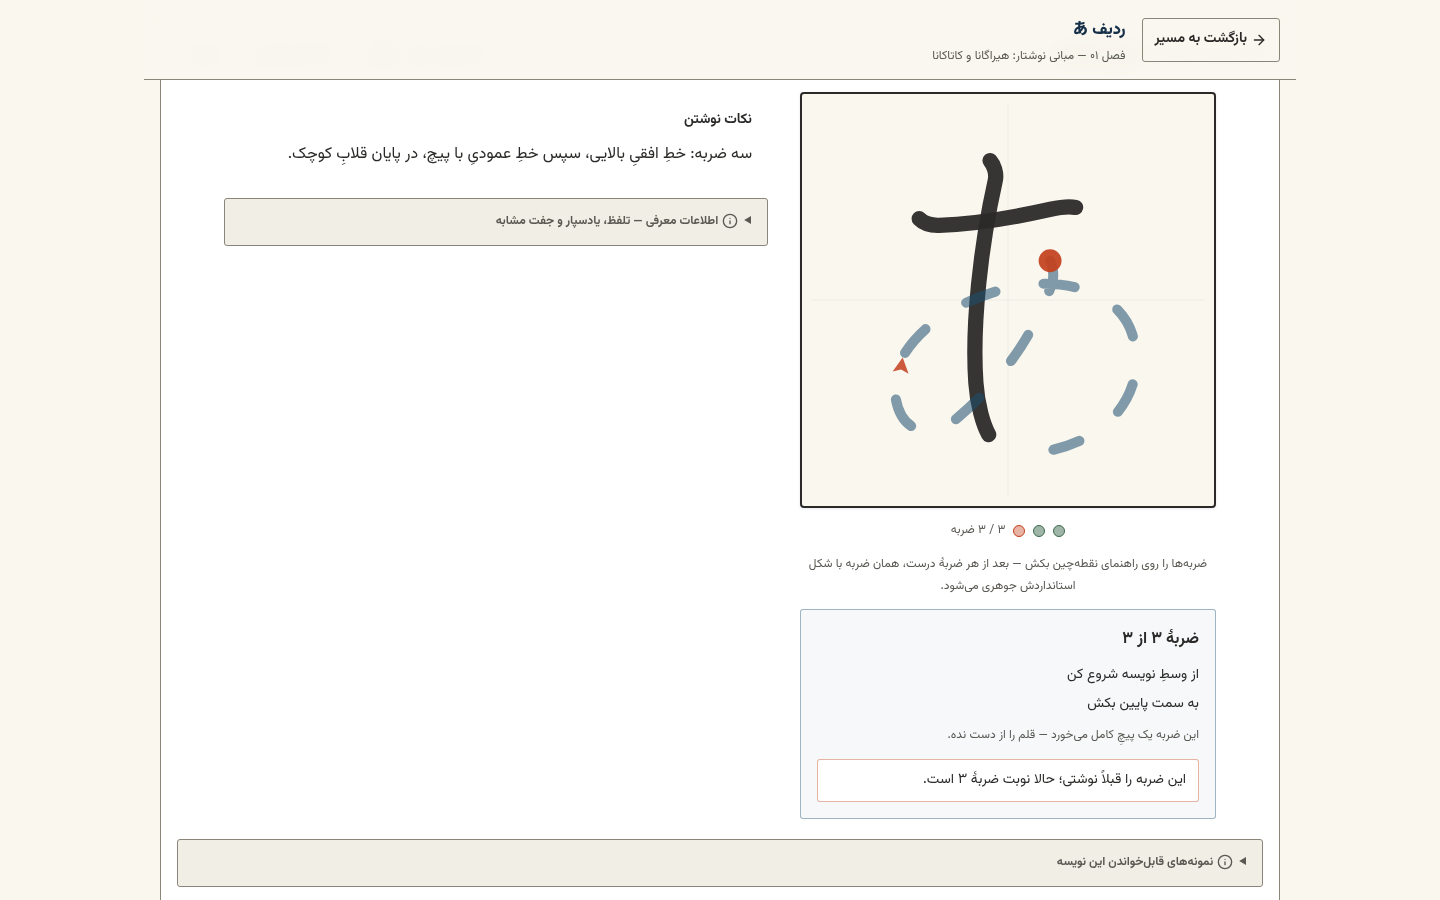 بازگشت به مسیر
ردیف あ
فصل ۰۱ — مبانی نوشتار: هیراگانا و کاتاکانا
نکات نوشتن
سه ضربه: خطِ افقیِ بالایی، سپس خطِ عمودیِ با پیچ، در پایان قلابِ کوچک.
اطلاعات معرفی — تلفظ، یادسپار و جفت مشابه
۳ / ۳ ضربه
ضربه‌ها را روی راهنمای نقطه‌چین بکش — بعد از هر ضربهٔ درست، همان ضربه با شکل
استانداردش جوهری می‌شود.
ضربهٔ ۳ از ۳
از وسطِ نویسه شروع کن
به سمت پایین بکش
این ضربه یک پیچِ کامل می‌خورد — قلم را از دست نده.
این ضربه را قبلاً نوشتی؛ حالا نوبت ضربهٔ ۳ است.
نمونه‌های قابل‌خواندن این نویسه